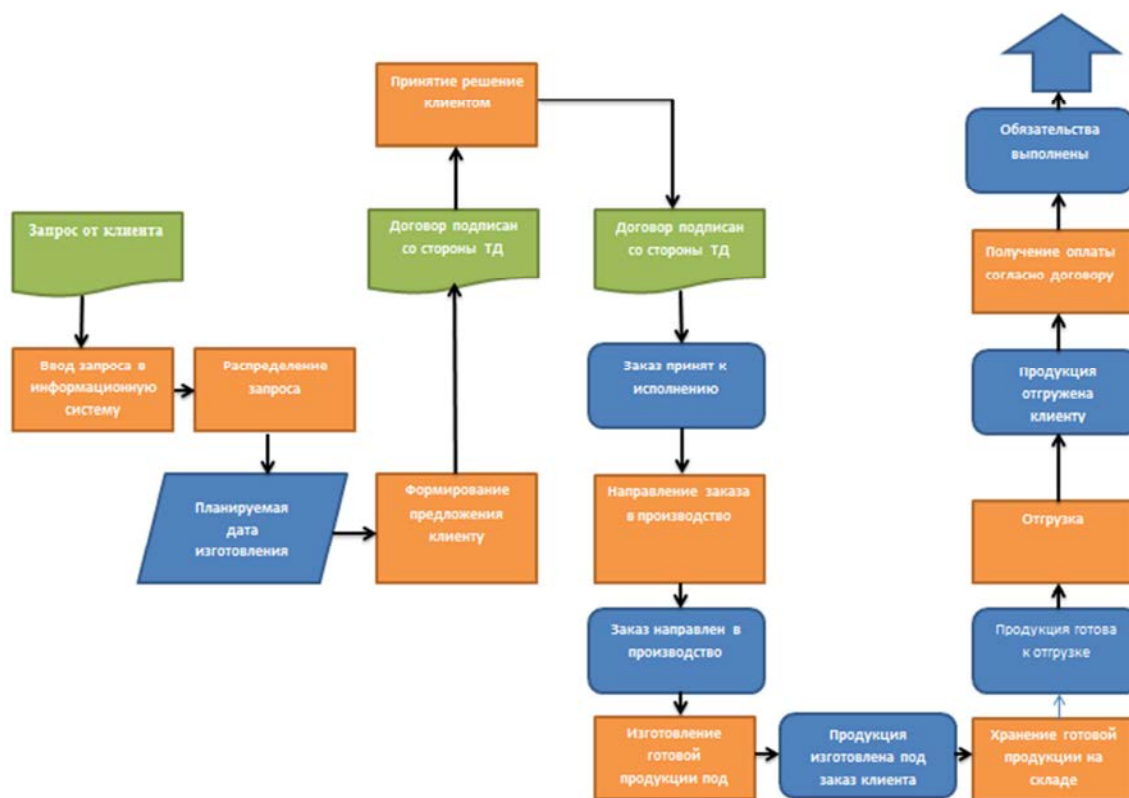 Запрос от клиента
Ввод запроса в
информационную
систему
Распределение
запроса
Планируемая
дата
изготовления
Формирование
предложения
клиенту
Договор подписан
со стороны ТД
Принятие решение
клиентом
Договор подписан
со стороны ТД
Заказ принят к
исполнению
Направление заказа
в производство
Заказ направлен в
производство
Изготовление
готовой
продукции под
Продукция
изготовлена под
заказ клиента
Хранение готовой
продукции на
складе
Продукция готова
к отгрузке
Отгрузка
Продукция
отгружена
клиенту
Получение оплаты
согласно договору
Обязательства
выполнены